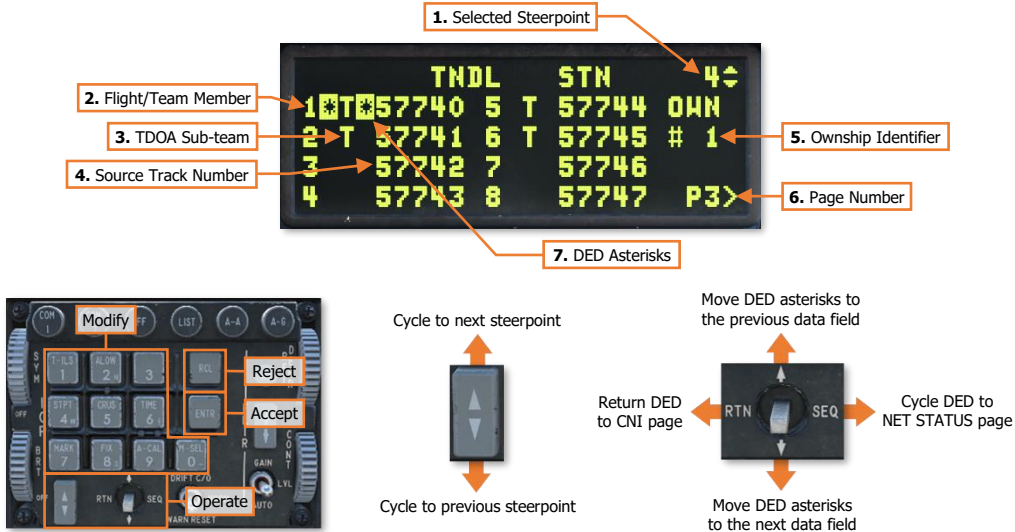 1. Selected Steerpoint
TNDL STN 4
2. Flight/Team Member
1*T*57740 5 T 57744 OWN
3. TDOA Sub-team
2 T 57741 6 T 57745 # 1
5. Ownship Identifier
4. Source Track Number
3 57742 7 57746
4 57743 8 57747 P3>
6. Page Number
7. DED Asterisks
COM
1
FF
LIST
A-A
A-G
Modify
T-ILS
1
ALOW
2 N
3
RCL
Reject
STPT
4 W
CRUS
5
TIME
6 E
ENTR
Accept
MARK
7
FIX
8 S
A-CAL
9
M-SEL
0
SYM
OFF
BRT
OFF
CONT
RTN
SEQ
DRIFT C/O
WARN RESET
GAIN
LVL
AUTO
Operate
Cycle to next steerpoint
Cycle to previous steerpoint
Move DED asterisks to
the previous data field
Return DED
to CNI page
RTN
SEQ
Cycle DED to
NET STATUS page
Move DED asterisks
to the next data field